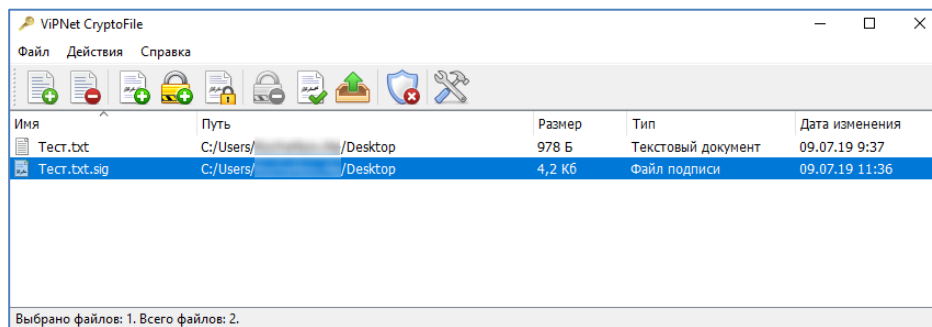 ViPNet CryptoFile
Файл Действия Справка
Имя Путь Размер Тип Дата изменения
Тест.txt C:/Users/ /Desktop 978 Б Текстовый документ 09.07.19 9:37
Тест.txt.sig C:/Users/ /Desktop 4,2 Кб Файл подписи 09.07.19 11:36
Выбрано файлов: 1. Всего файлов: 2.